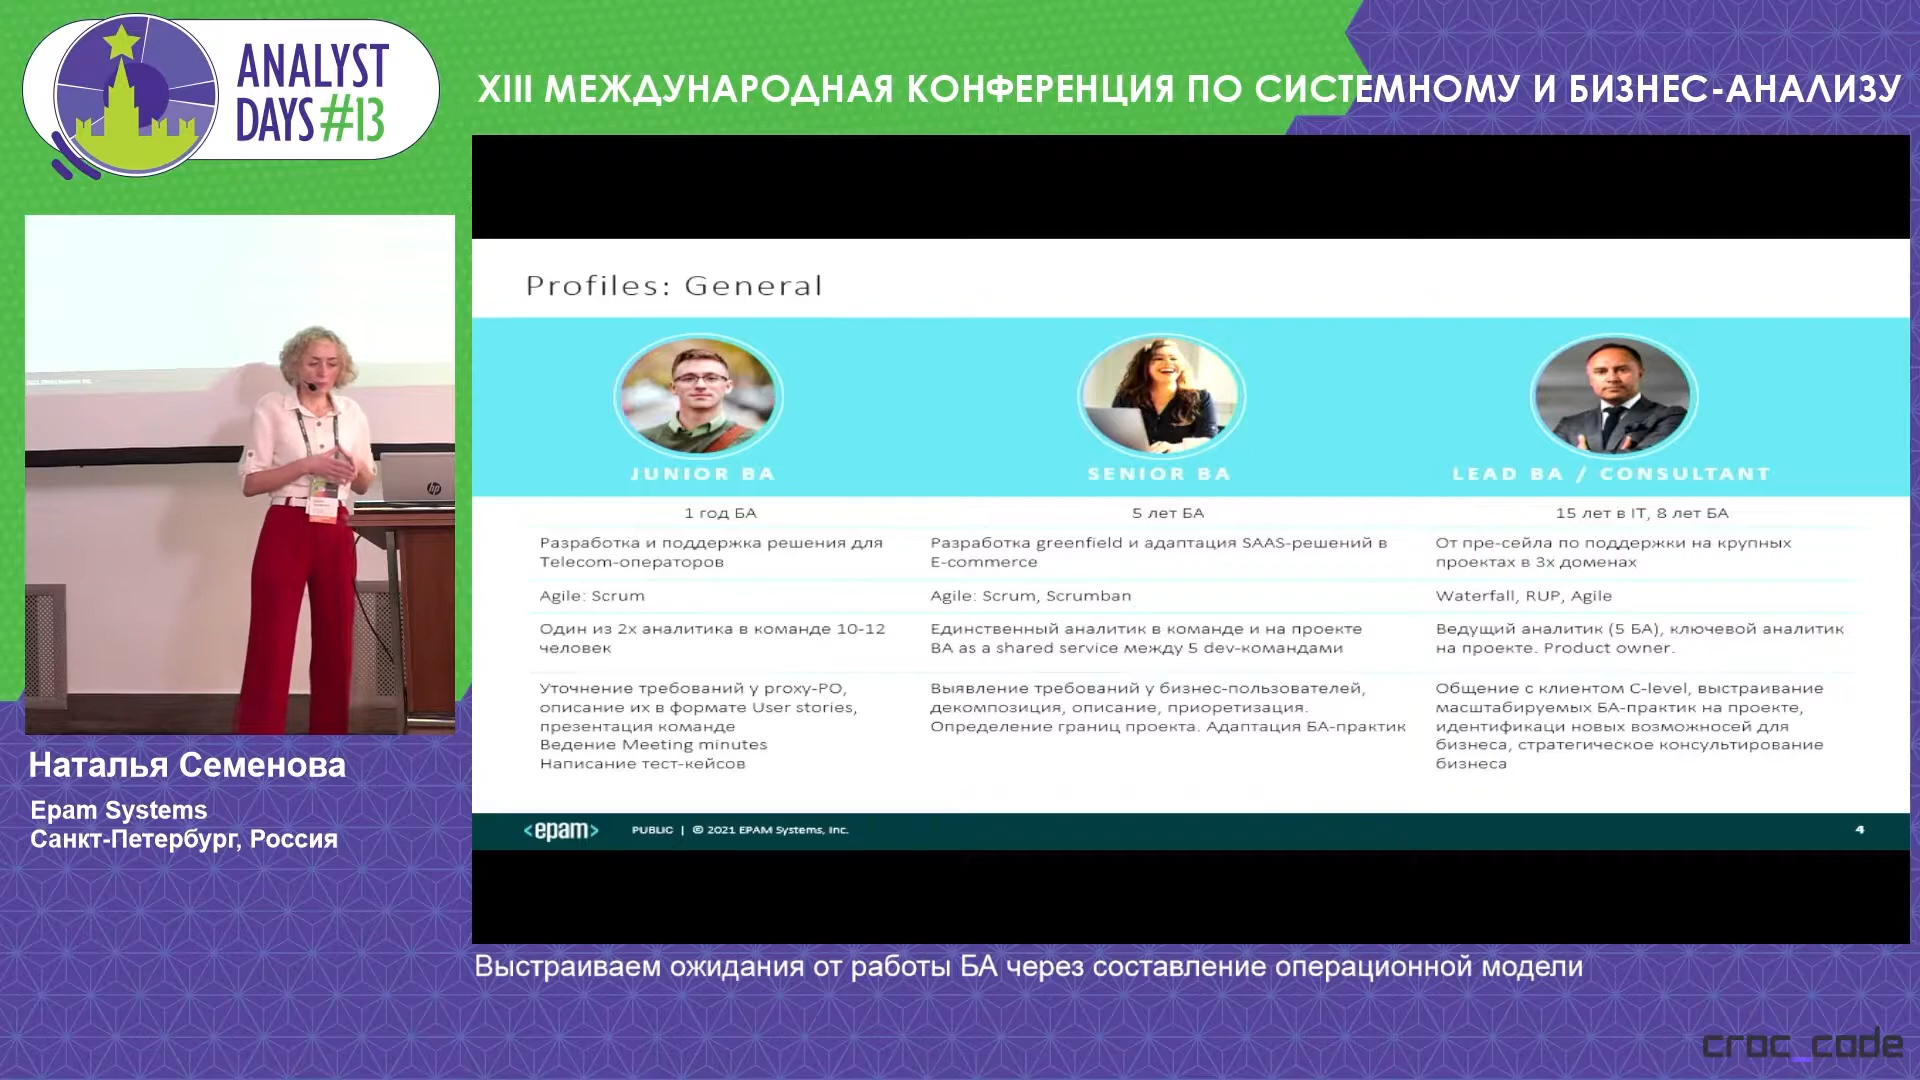 ANALYST
DAYS #13
XIII МЕЖДУНАРОДНАЯ КОНФЕРЕНЦИЯ ПО СИСТЕМНОМУ И БИЗНЕС-АНАЛИЗУ
Profiles: General
JUNIOR BA
SENIOR BA
LEAD BA / CONSULTANT
1 год БА
5 лет БА
15 лет в IT, 8 лет БА
Разработка и поддержка решения для
Telecom-операторов
Разработка greenfield и адаптация SAAS-решений в
E-commerce
От пре-сейла по поддержки на крупных
проектах в 3х доменах
Agile: Scrum
Agile: Scrum, Scrumban
Waterfall, RUP, Agile
Один из 2х аналитика в команде 10-12
человек
Единственный аналитик в команде и на проекте
BA as a shared service между 5 dev-командами
Ведущий аналитик (5 БА), ключевой аналитик
на проекте. Product owner.
Уточнение требований у proxy-PO,
описание их в формате User stories,
презентация команде
Ведение Meeting minutes
Написание тест-кейсов
Выявление требований у бизнес-пользователей,
декомпозиция, описание, приоретизация.
Определение границ проекта. Адаптация БА-практик
Общение с клиентом C-level, выстраивание
масштабируемых БА-практик на проекте,
идентификаци новых возможносей для
бизнеса, стратегическое консультирование
бизнеса
<epam>
PUBLIC | © 2021 EPAM Systems, Inc.
4
hp
Наталья Семенова
Epam Systems
Санкт-Петербург, Россия
Выстраиваем ожидания от работы БА через составление операционной модели
croc_code